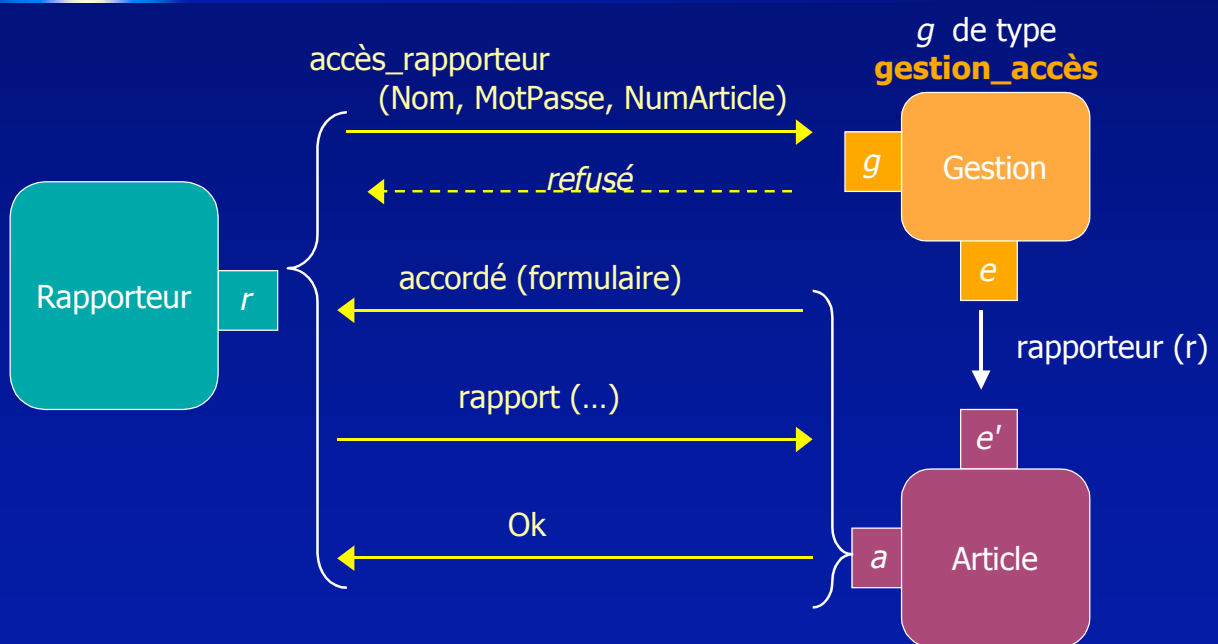 g de type
gestion_accès
accès_rapporteur
(Nom, MotPasse, NumArticle)
g
Gestion
refusé
e
accordé (formulaire)
Rapporteur
r
rapporteur (r)
rapport (...)
e'
Ok
a
Article